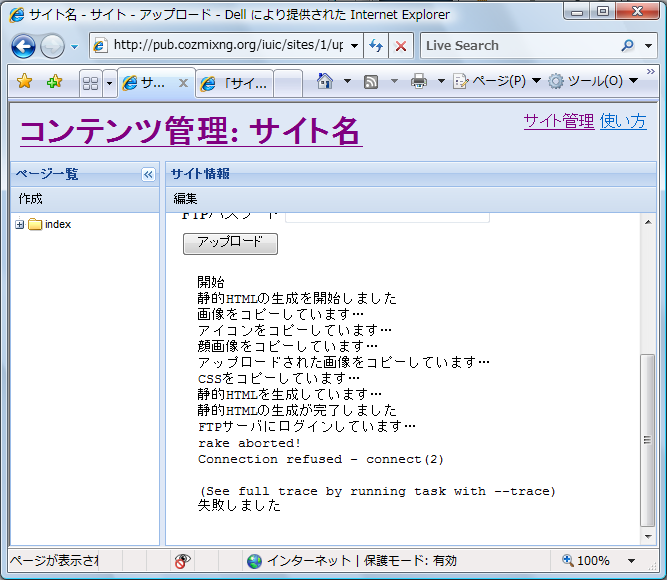 サイト名 - サイト - アップロード - Dell により提供された Internet Explorer
http://pub.cozmixng.org/iuic/sites/1/up
Live Search
サ...
「サイ...
ページ(P)
ツール(O)
コンテンツ管理: サイト名
サイト管理 使い方
ページ一覧
サイト情報
作成
編集
index
FTPパスワード
アップロード
開始
静的HTMLの生成を開始しました
画像をコピーしています…
アイコンをコピーしています…
顔画像をコピーしています…
アップロードされた画像をコピーしています…
CSSをコピーしています…
静的HTMLを生成しています…
静的HTMLの生成が完了しました
FTPサーバにログインしています…
rake aborted!
Connection refused - connect(2)
(See full trace by running task with --trace)
失敗しました
ページが表示され
インターネット | 保護モード: 有効
100%